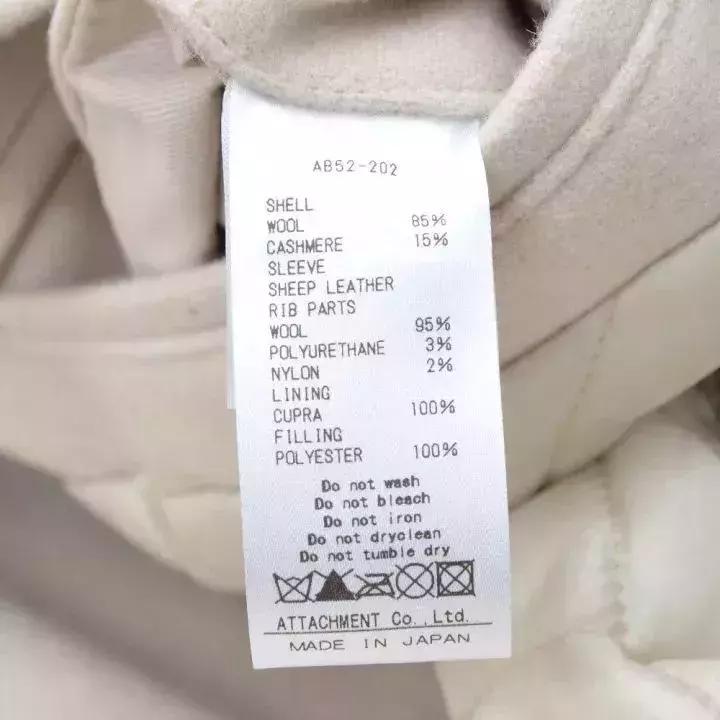 AB52-202
SHELL
WOOL 85%
CASHMERE 15%
SLEEVE
SHEEP LEATHER
RIB PARTS
WOOL 95%
POLYURETHANE 3%
NYLON 2%
LINING
CUPRA 100%
FILLING
POLYESTER 100%
Do not wash
Do not bleach
Do not iron
Do not dryclean
Do not tumble dry
ATTACHMENT Co.,Ltd.
MADE IN JAPAN